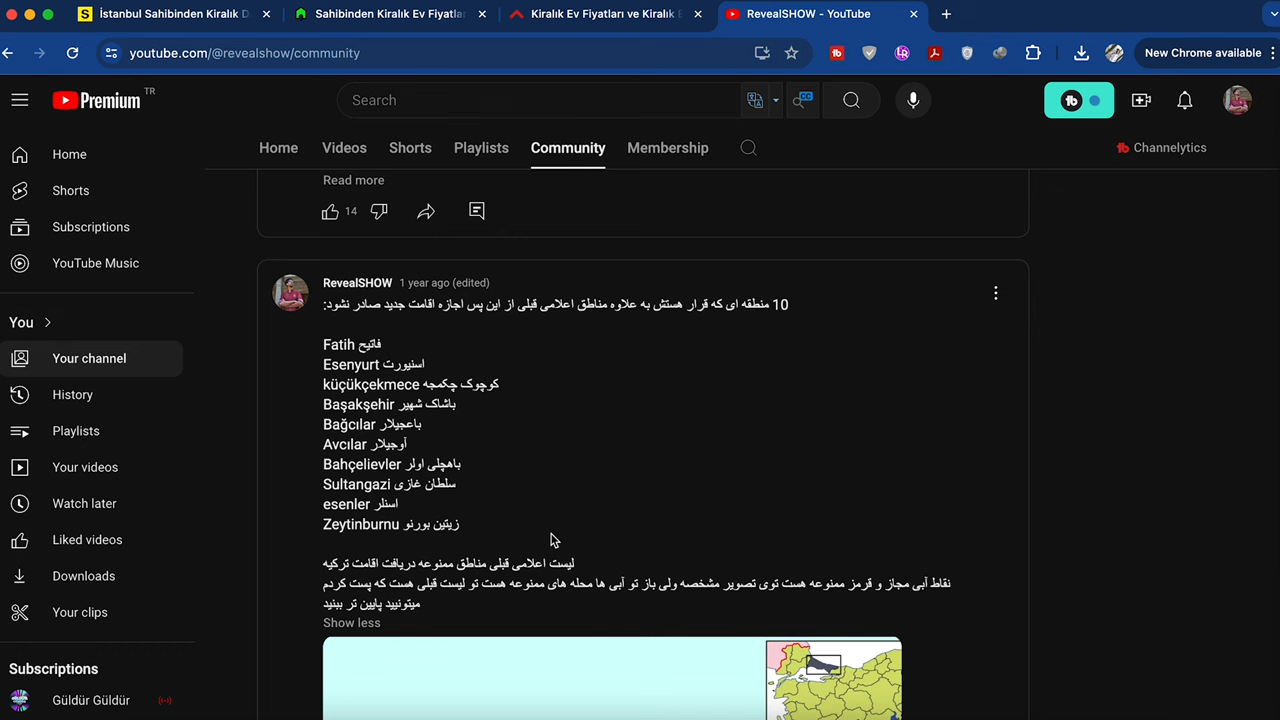 İstanbul Sahibinden Kiralık D
Sahibinden Kiralık Ev Fiyatlar
Kiralık Ev Fiyatları ve Kiralık E
RevealSHOW - YouTube
youtube.com/@revealshow/community
New Chrome available
Premium TR
Search
CC
Home
Videos
Shorts
Playlists
Community
Membership
Channelytics
Home
Shorts
Subscriptions
YouTube Music
You
Your channel
History
Playlists
Your videos
Watch later
Liked videos
Downloads
Your clips
Subscriptions
Güldür Güldür
Read more
14
RevealSHOW 1 year ago (edited)
10 منطقه ای که قرار هستش به علاوه مناطق اعلامی قبلی از این پس اجازه اقامت جدید صادر نشود:
Fatih فاتیح
Esenyurt اسنیورت
küçükçekmece کوچوک چکمجه
Başakşehir باشاک شهیر
Bağcılar باعجیلار
Avcılar آوجیلار
Bahçelievler باهچلی اولر
Sultangazi سلطان غازی
esenler اسنلر
Zeytinburnu زیتین بورنو
لیست اعلامی قبلی مناطق ممنوعه دریافت اقامت ترکیه
نقاط آبی مجاز و قرمز ممنوعه هست توی تصویر مشخصه ولی باز تو آبی ها محله های ممنوعه هست تو لیست قبلی هست که پست کردم
میتونیید پایین تر ببنید
Show less